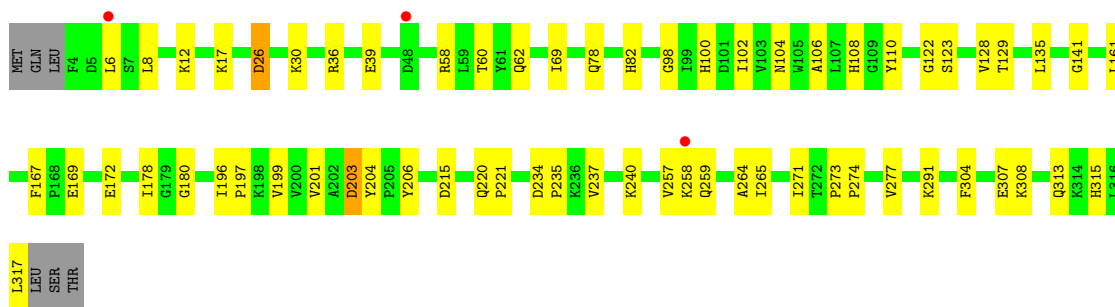 MET GLN LEU F4 D5 L6 S7 L8 K12 K17 D26 K30 R36 E39 D48 R58 L59 T60 Y61 Q62 I69 Q78 H82 G98 I99 H100 D101 I102 V103 N104 W105 A106 L107 H108 G109 Y110 G122 S123 V128 T129 L135 G141 L161
F167 P168 E169 E172 I178 G179 G180 I196 P197 K198 V199 V200 V201 A202 D203 Y204 P205 Y206 D215 Q220 P221 D234 P235 K236 V237 K240 V257 K258 Q259 A264 I265 I271 T272 P273 P274 V277 K291 F304 E307 K308 Q313 K314 H315 L316
L317 LEU SER THR